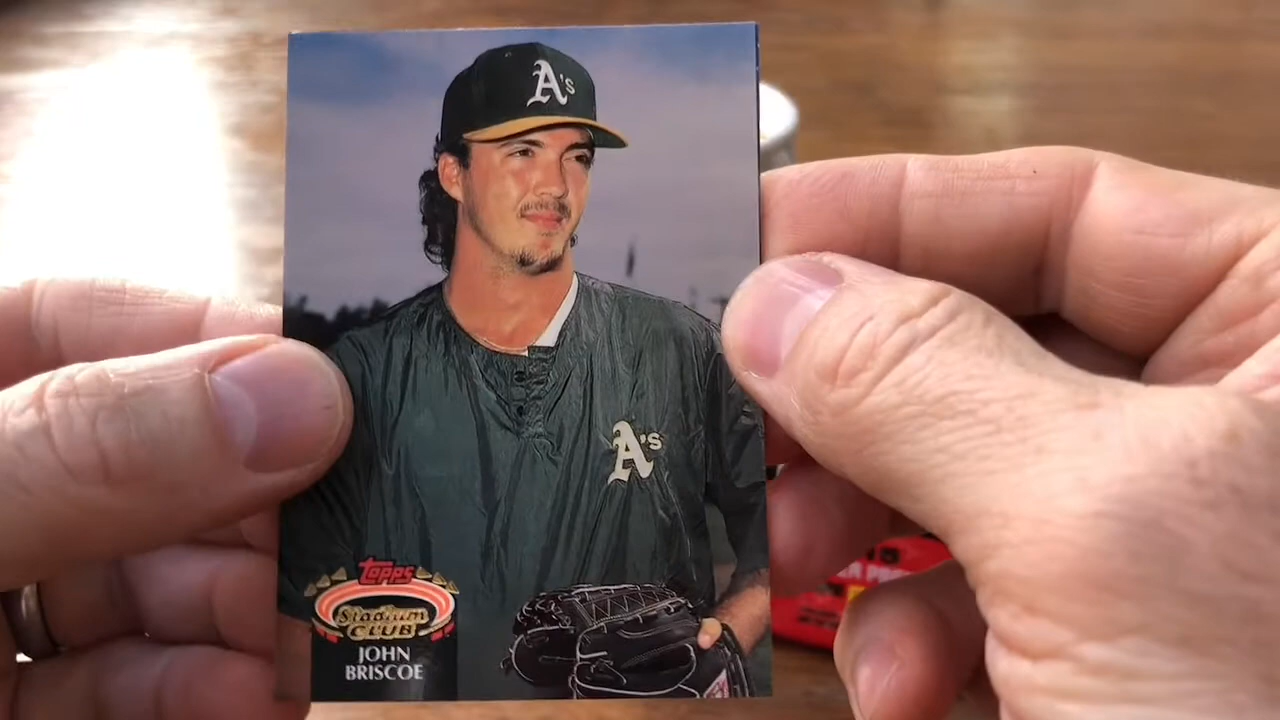 A's
A's
Topps
Stadium
CLUB
JOHN
BRISCOE